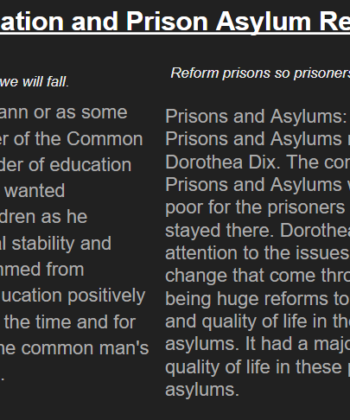 ation and Prison Asylum Re
we will fall.
ann or as some
er of the Common
der of education
wanted
dren as he
al stability and
nmed from
ucation positively
the time and for
ne common man's
.
Reform prisons so prisoners
Prisons and Asylums:
Prisons and Asylums
Dorothea Dix. The con
Prisons and Asylums
poor for the prisoners
stayed there. Dorothea
attention to the issues
change that come thro
being huge reforms to
and quality of life in the
asylums. It had a majo
quality of life in these
asylums.